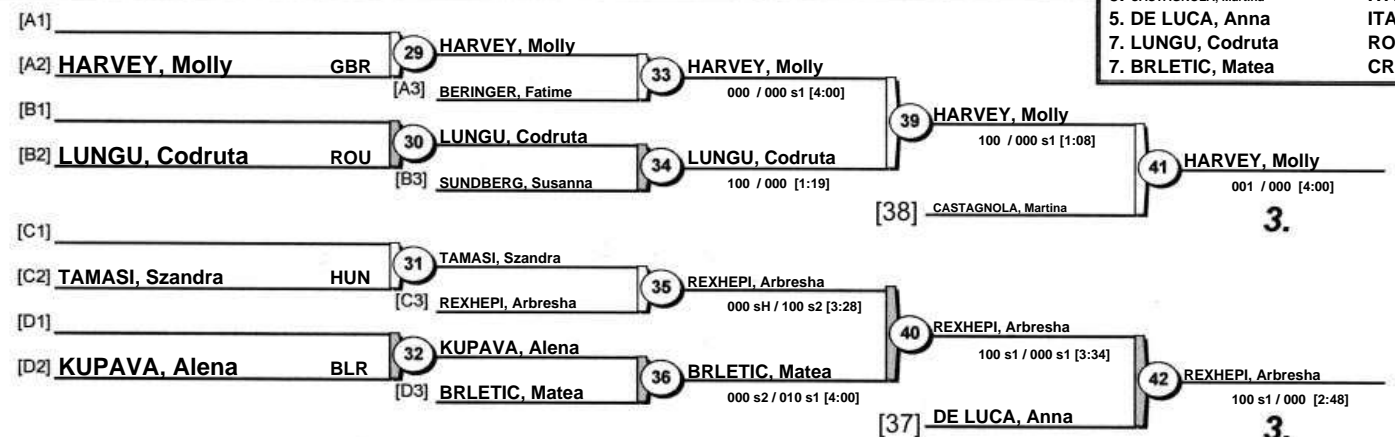 5. DE LUCA, Anna ITA
7. LUNGU, Codruta RO
7. BRLETIC, Matea CR
[A1]
[A2] HARVEY, Molly GBR
29
HARVEY, Molly
[A3] BERINGER, Fatime
33
HARVEY, Molly
000 / 000 s1 [4:00]
[B1]
[B2] LUNGU, Codruta ROU
30
LUNGU, Codruta
[B3] SUNDBERG, Susanna
34
LUNGU, Codruta
100 / 000 [1:19]
39
HARVEY, Molly
100 / 000 s1 [1:08]
[38] CASTAGNOLA, Martina
41
HARVEY, Molly
001 / 000 [4:00]
3.
[C1]
[C2] TAMASI, Szandra HUN
31
TAMASI, Szandra
[C3] REXHEPI, Arbresha
35
REXHEPI, Arbresha
000 sH / 100 s2 [3:28]
[D1]
[D2] KUPAVA, Alena BLR
32
KUPAVA, Alena
[D3] BRLETIC, Matea
36
BRLETIC, Matea
000 s2 / 010 s1 [4:00]
40
REXHEPI, Arbresha
100 s1 / 000 s1 [3:34]
[37] DE LUCA, Anna
42
REXHEPI, Arbresha
100 s1 / 000 [2:48]
3.